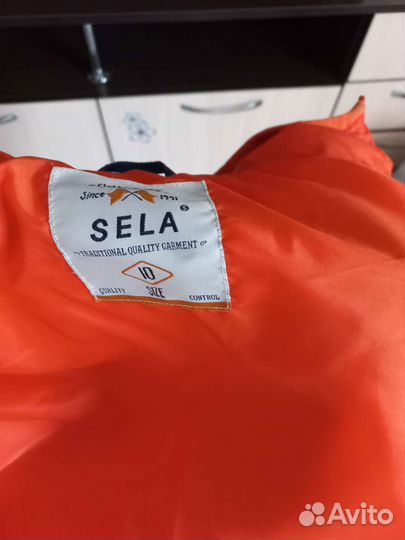 Since 1991
SELA
TRADITIONAL QUALITY GARMENT
10
QUALITY SIZE CONTROL
Avito